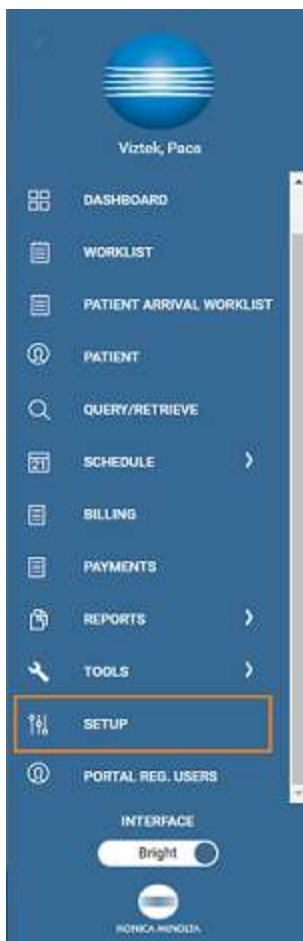 Viztek, Paca
DASHBOARD
WORKLIST
PATIENT ARRIVAL WORKLIST
PATIENT
QUERY/RETRIEVE
21 SCHEDULE
BILLING
PAYMENTS
REPORTS
TOOLS
SETUP
PORTAL REG. USERS
INTERFACE
Bright
KONICA MINOLTA